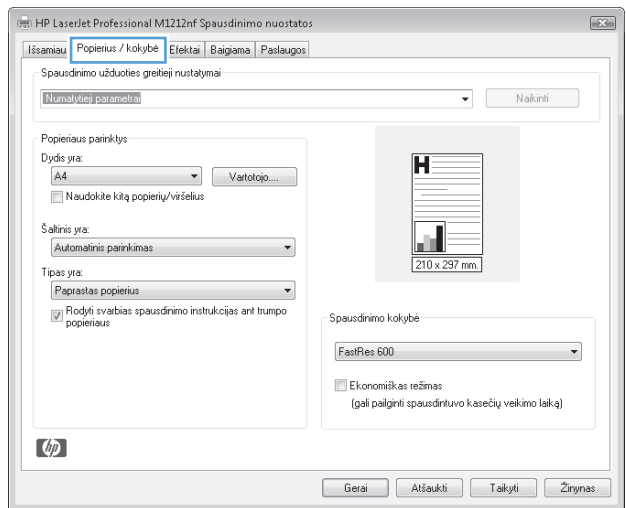 HP LaserJet Professional M1212nf Spausdinimo nuostatos
Išsamiau Popierius / kokybė Efektai Baigiama Paslaugos
Spausdinimo užduoties greitieji nustatymai
Numatytieji parametrai
Naikinti
Popieriaus parinktys
Dydis yra:
A4
Vartotojo....
Naudokite kitą popierių/viršelius
Šaltinis yra:
Automatinis parinkimas
Tipas yra:
Paprastas popierius
Rodyti svarbias spausdinimo instrukcijas ant trumpo
popieriaus
H
210 x 297 mm.
Spausdinimo kokybė
FastRes 600
Ekonomiškas režimas
(gali pailginti spausdintuvo kasečių veikimo laiką)
hp
Gerai Atšaukti Taikyti Žinynas